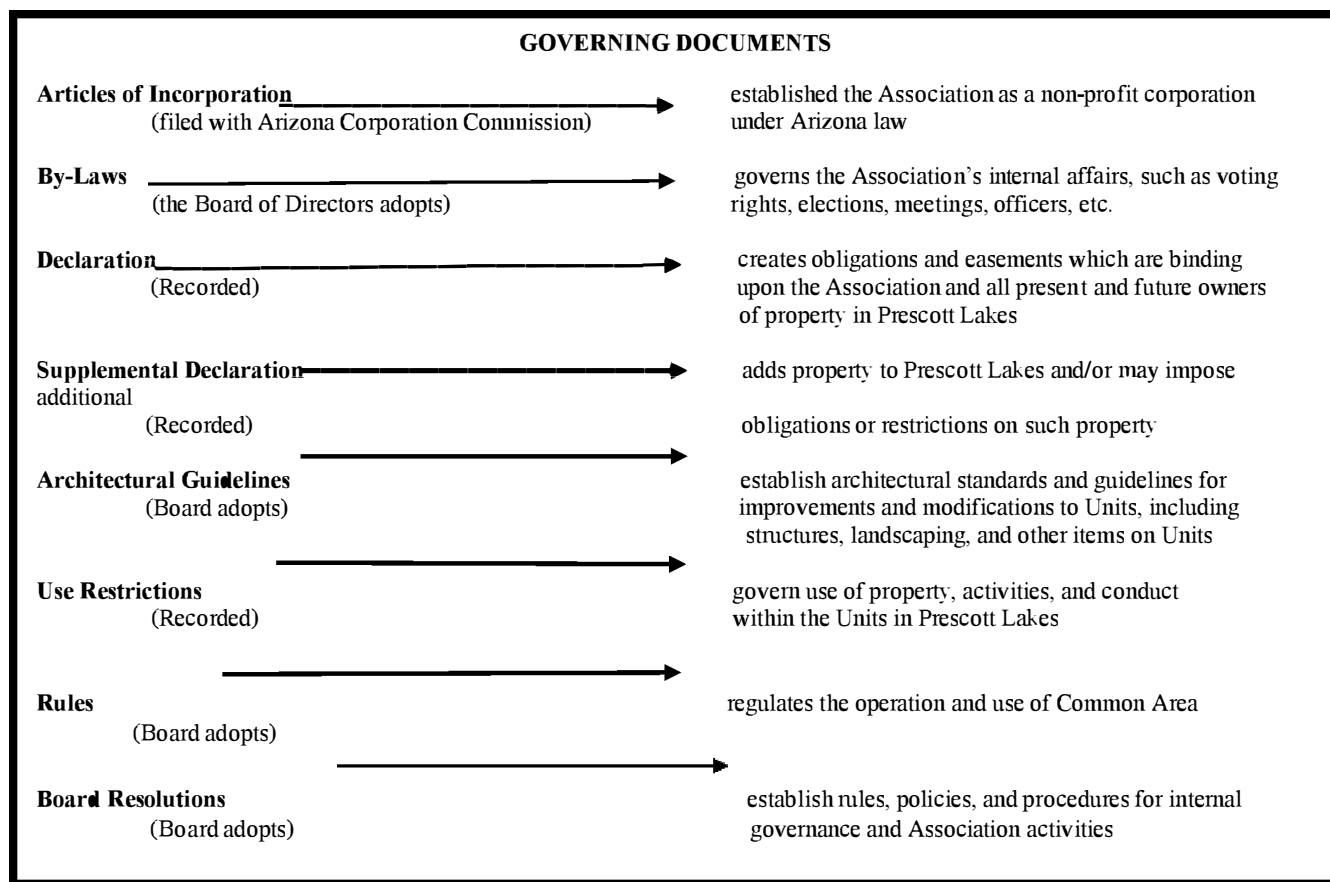 GOVERNING DOCUMENTS
Articles of Incorporation established the Association as a non-profit corporation
(filed with Arizona Corporation Commission) under Arizona law
By-Laws governs the Association's internal affairs, such as voting
(the Board of Directors adopts) rights, elections, meetings, officers, etc.
Declaration creates obligations and easements which are binding
(Recorded) upon the Association and all present and future owners
of property in Prescott Lakes
Supplemental Declaration adds property to Prescott Lakes and/or may impose
additional
(Recorded) obligations or restrictions on such property
Architectural Guidelines establish architectural standards and guidelines for
(Board adopts) improvements and modifications to Units, including
structures, landscaping, and other items on Units
Use Restrictions govern use of property, activities, and conduct
(Recorded) within the Units in Prescott Lakes
Rules regulates the operation and use of Common Area
(Board adopts)
Board Resolutions establish rules, policies, and procedures for internal
(Board adopts) governance and Association activities